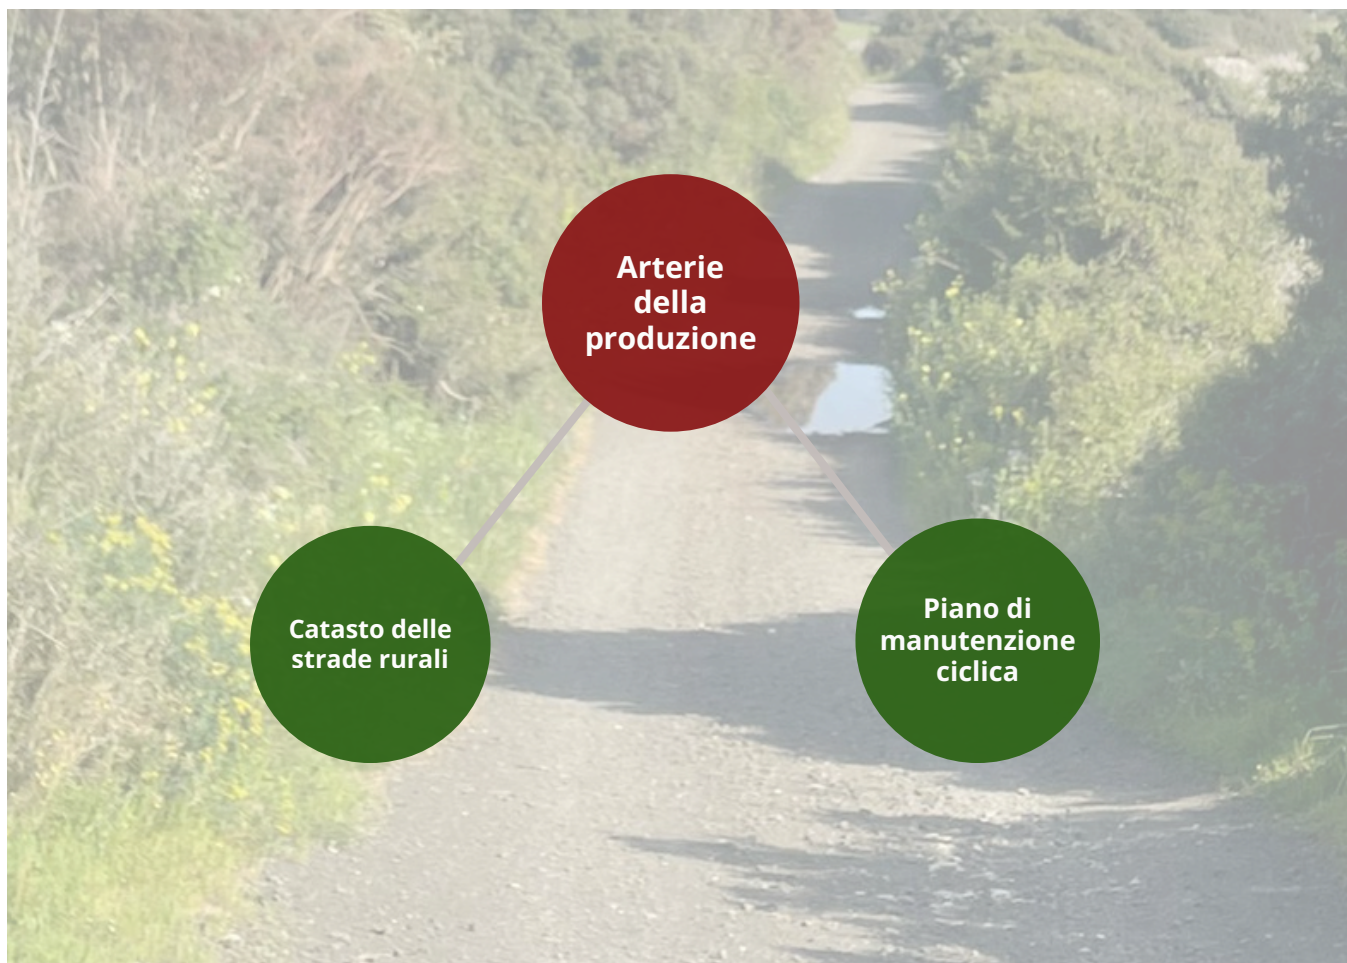 Arterie
della
produzione
Catasto delle
strade rurali
Piano di
manutenzione
ciclica